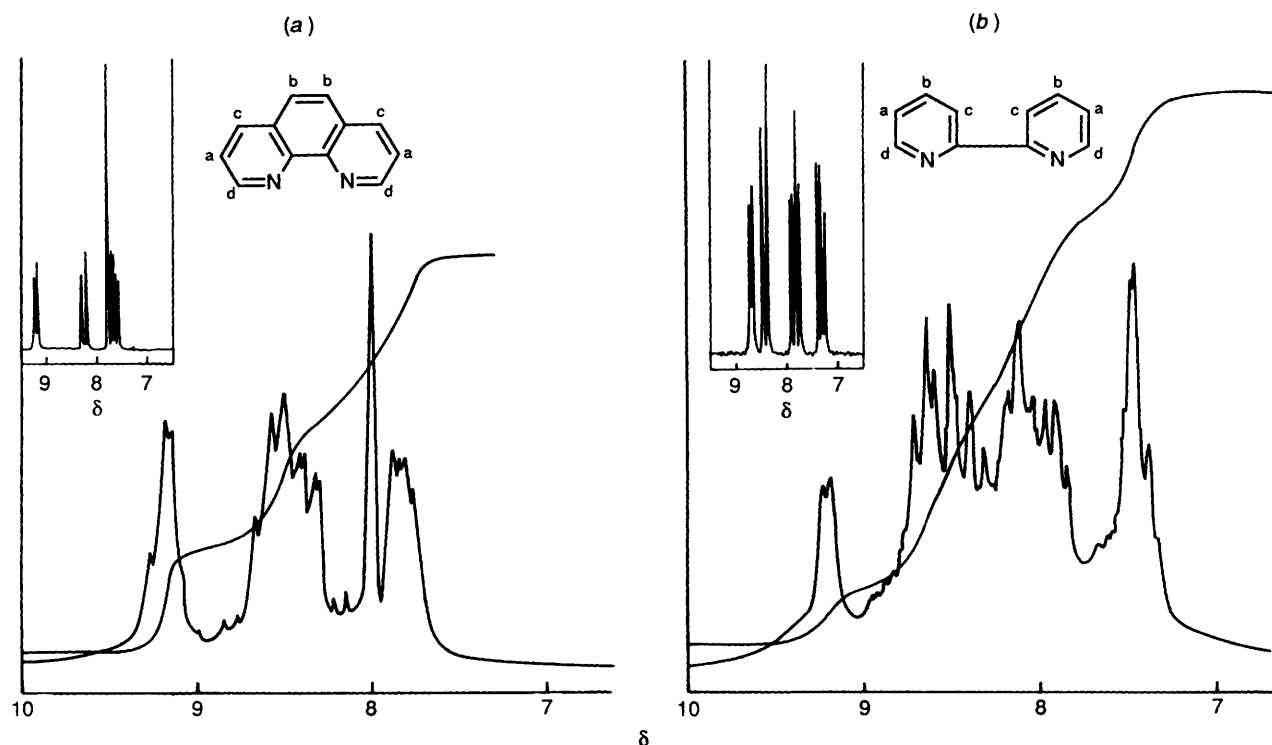 (a)
b b
c c
a a
N N
d d
9 8 7
δ
10 9 8 7
(b)
b b
a c c a
d N N d
9 8 7
δ
10 9 8 7
δ